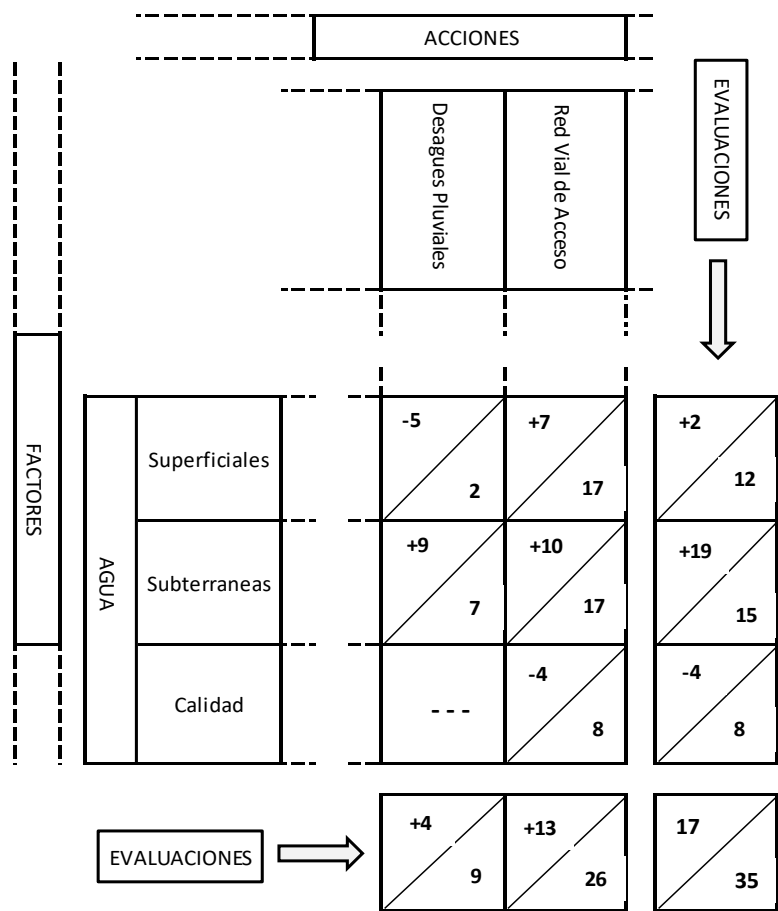 ACCIONES
EVALUACIONES
Desagues Pluviales
Red Vial de Acceso
FACTORES
AGUA
Superficiales
-5
2
+7
17
+2
12
Subterraneas
+9
7
+10
17
+19
15
Calidad
- - -
-4
8
-4
8
EVALUACIONES
+4
9
+13
26
17
35